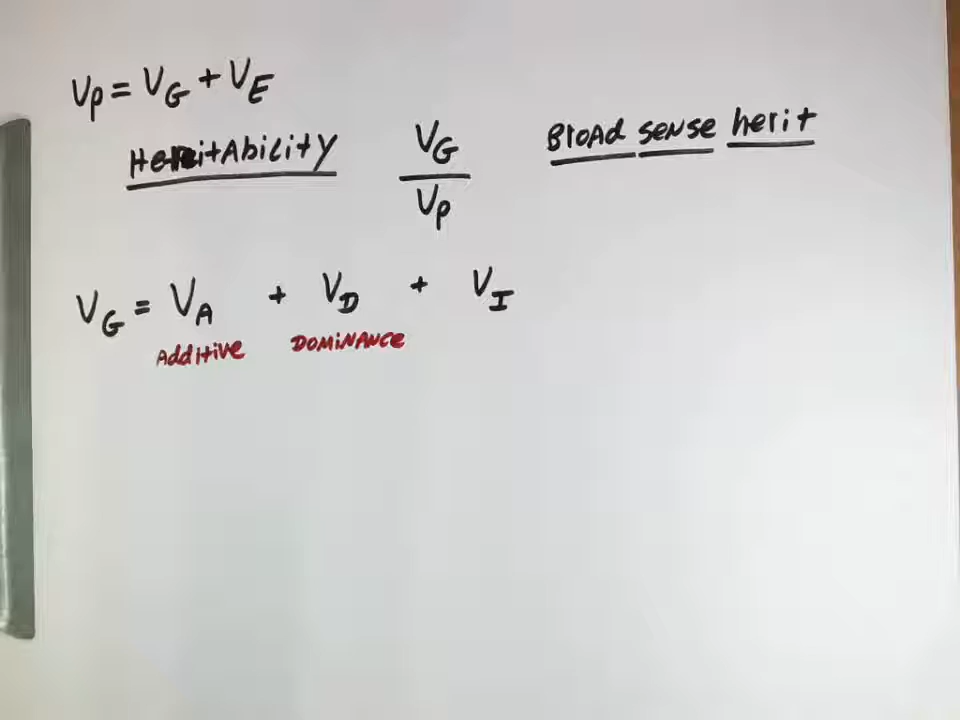 VP = VG + VE
HeritAbility VG / VP BroAd sense herit
VG = VA + VD + VI
Additive DOMiNANce